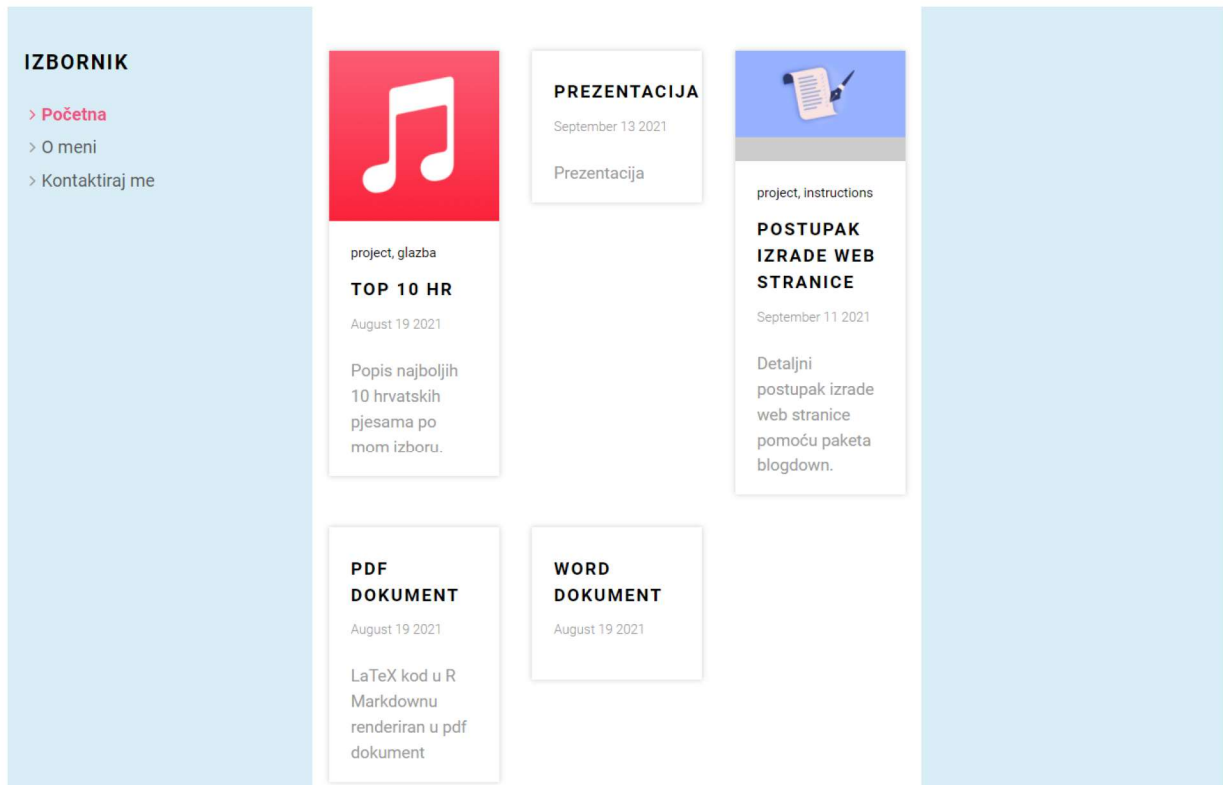 IZBORNIK
> Početna
> O meni
> Kontaktiraj me
project, glazba
TOP 10 HR
August 19 2021
Popis najboljih
10 hrvatskih
pjesama po
mom izboru.
PREZENTACIJA
September 13 2021
Prezentacija
project, instructions
POSTUPAK
IZRADE WEB
STRANICE
September 11 2021
Detaljni
postupak izrade
web stranice
pomoću paketa
blogdown.
PDF
DOKUMENT
August 19 2021
LaTeX kod u R
Markdownu
renderiran u pdf
dokument
WORD
DOKUMENT
August 19 2021